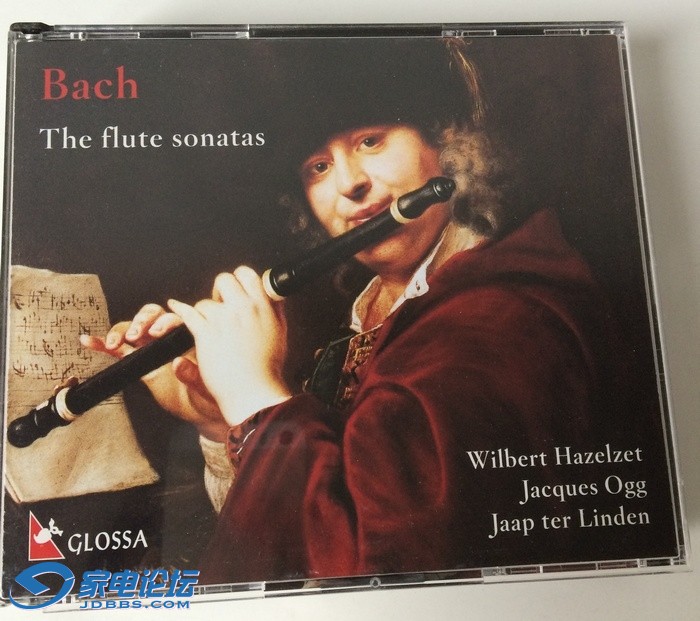 Bach
The flute sonatas
Wilbert Hazelzet
Jacques Ogg
Jaap ter Linden
GLOSSA
家电论坛
JDBBS.COM